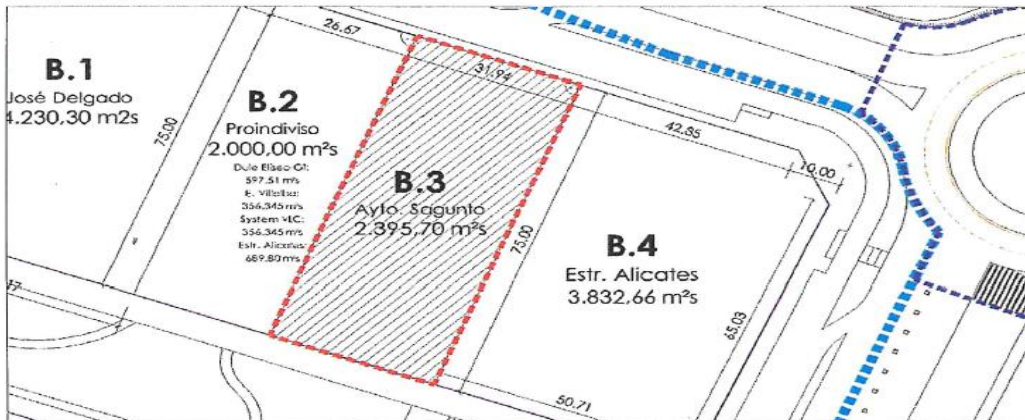 B.1
José Delgado
4.230,30 m2s
75.00
26.67
B.2
Proindiviso
2.000,00 m²s
Dule Eliseo GT:
597.51 m²s
E. Villalba:
356,345 m²s
System VLC:
356,345 m²s
Estr. Alicates:
689.80 m²s
31.94
B.3
Ayto. Sagunto
2.395,70 m²s
75.00
42.85
10.00
B.4
Estr. Alicates
3.832,66 m²s
65.03
50.71